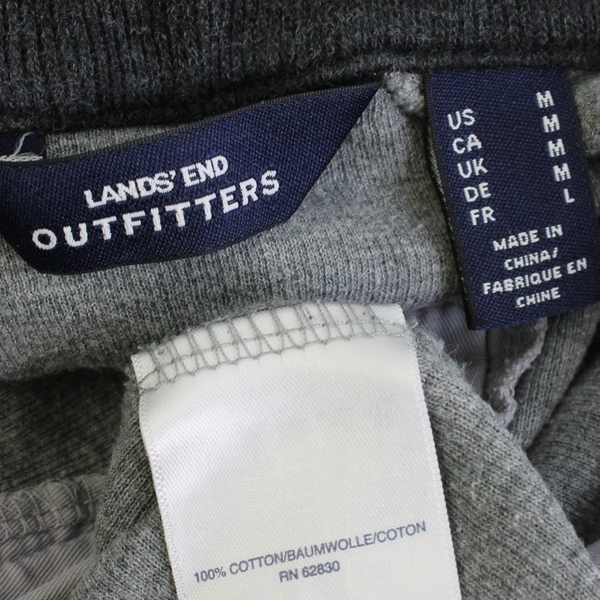 LANDS' END
OUTFITTERS
M
US M
CA M
UK M
DE L
FR
MADE IN
CHINA/
FABRIQUE EN
CHINE
100% COTTON/BAUMWOLLE/COTON
RN 62830